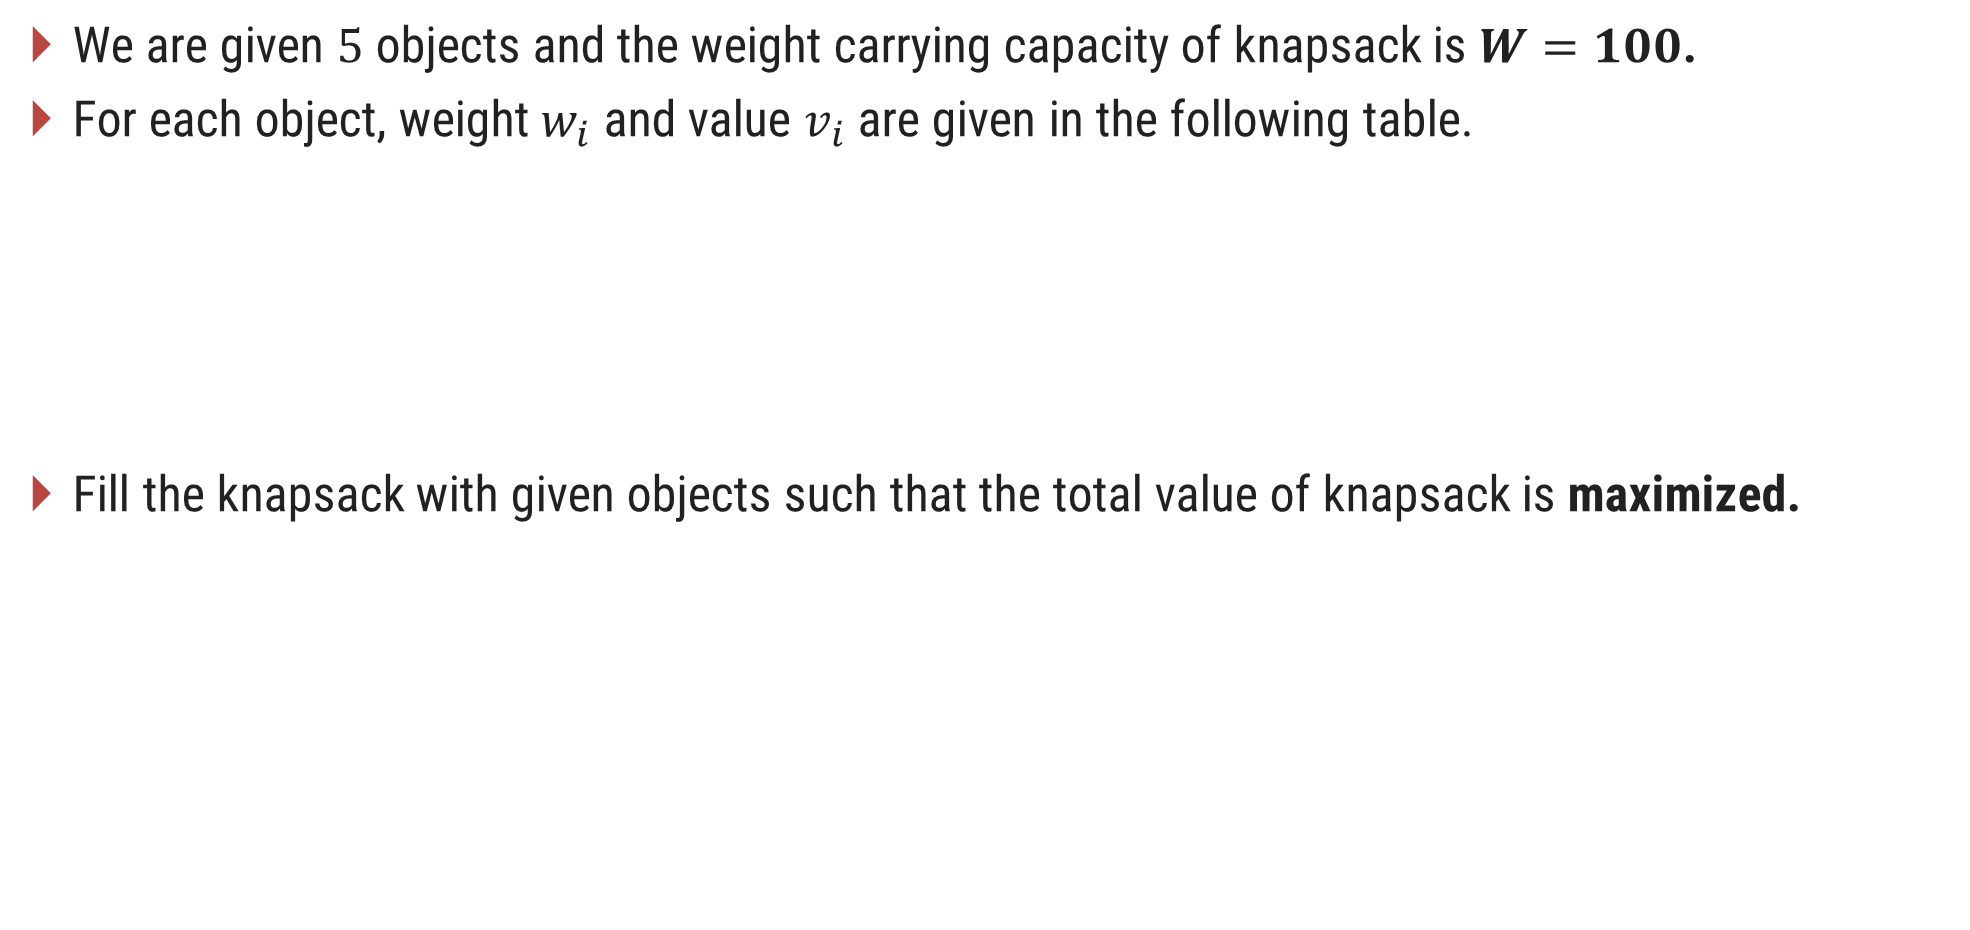 We are given 5 objects and the weight carrying capacity of knapsack is W = 100.
For each object, weight wᵢ and value vᵢ are given in the following table.
Fill the knapsack with given objects such that the total value of knapsack is maximized.